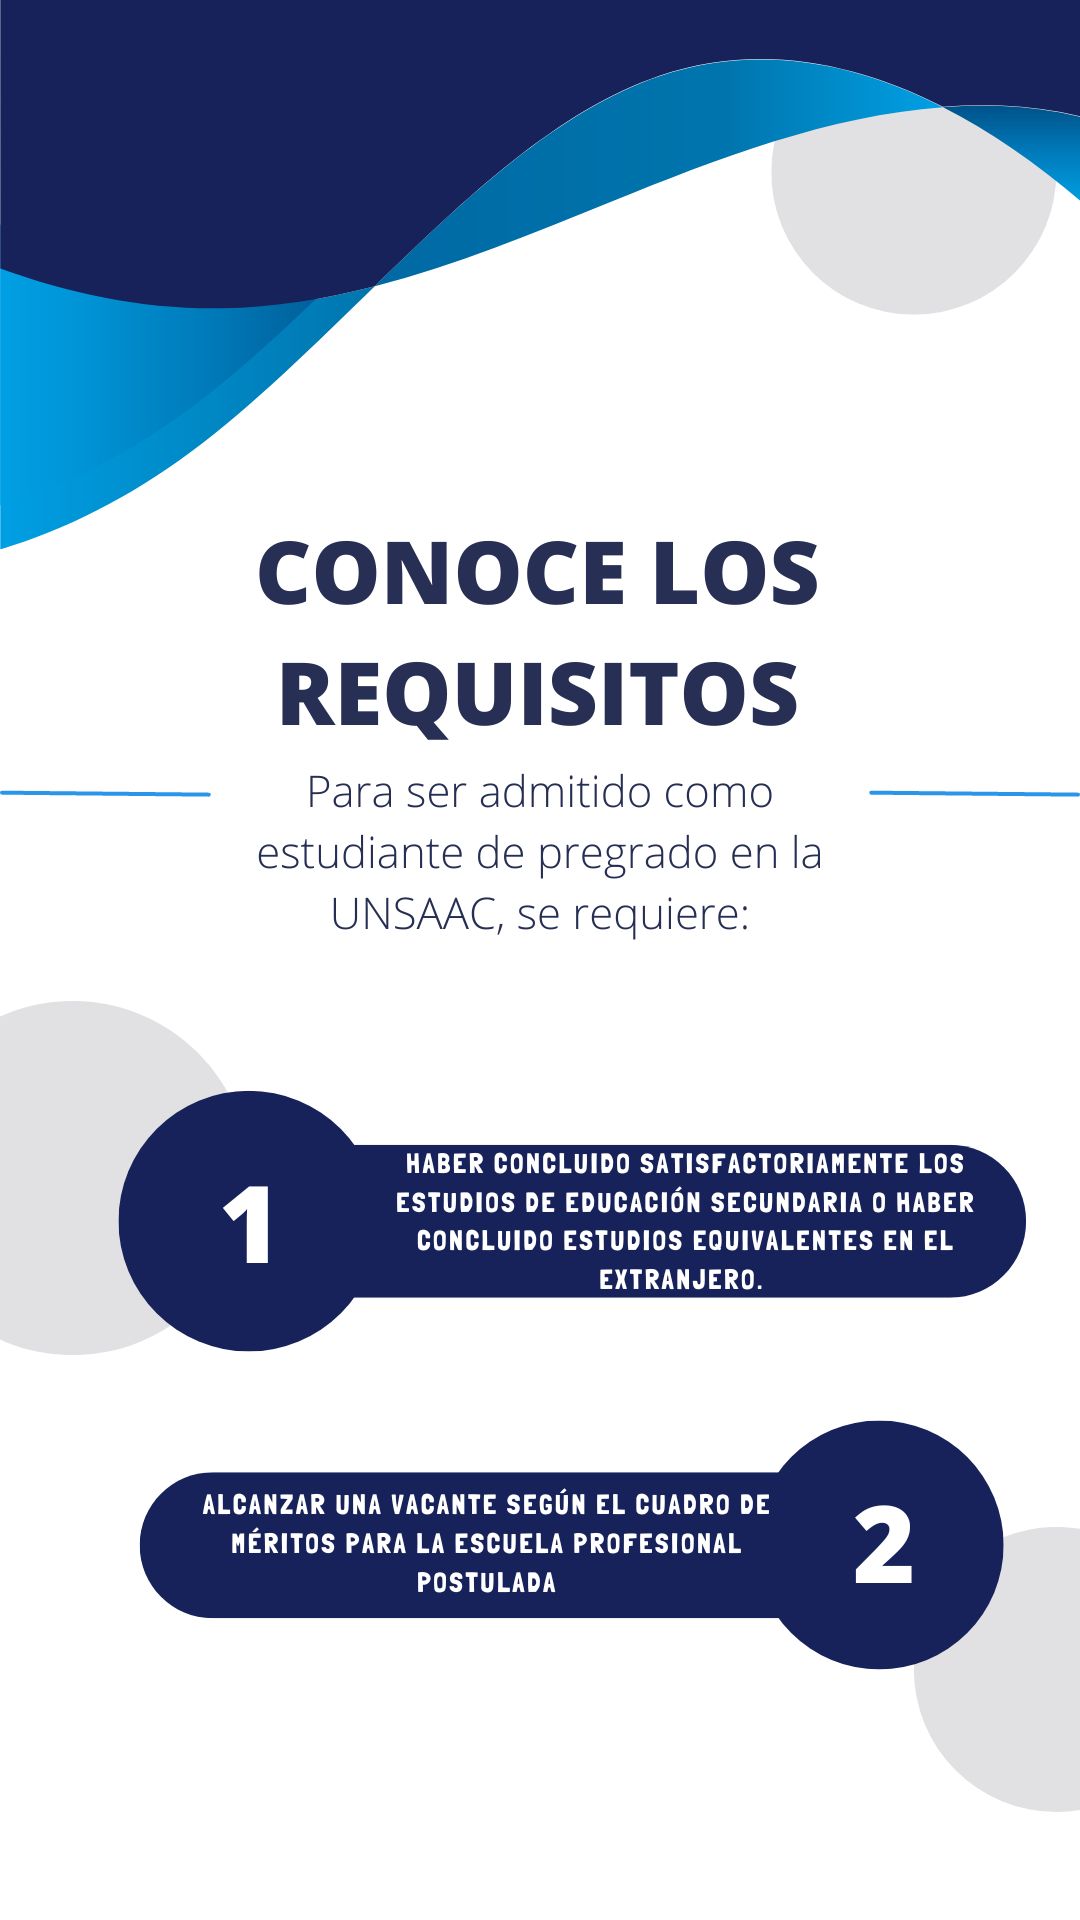 CONOCE LOS
REQUISITOS
Para ser admitido como
estudiante de pregrado en la
UNSAAC, se requiere:
1
HABER CONCLUIDO SATISFACTORIAMENTE LOS
ESTUDIOS DE EDUCACIÓN SECUNDARIA O HABER
CONCLUIDO ESTUDIOS EQUIVALENTES EN EL
EXTRANJERO.
ALCANZAR UNA VACANTE SEGÚN EL CUADRO DE
MÉRITOS PARA LA ESCUELA PROFESIONAL
POSTULADA
2